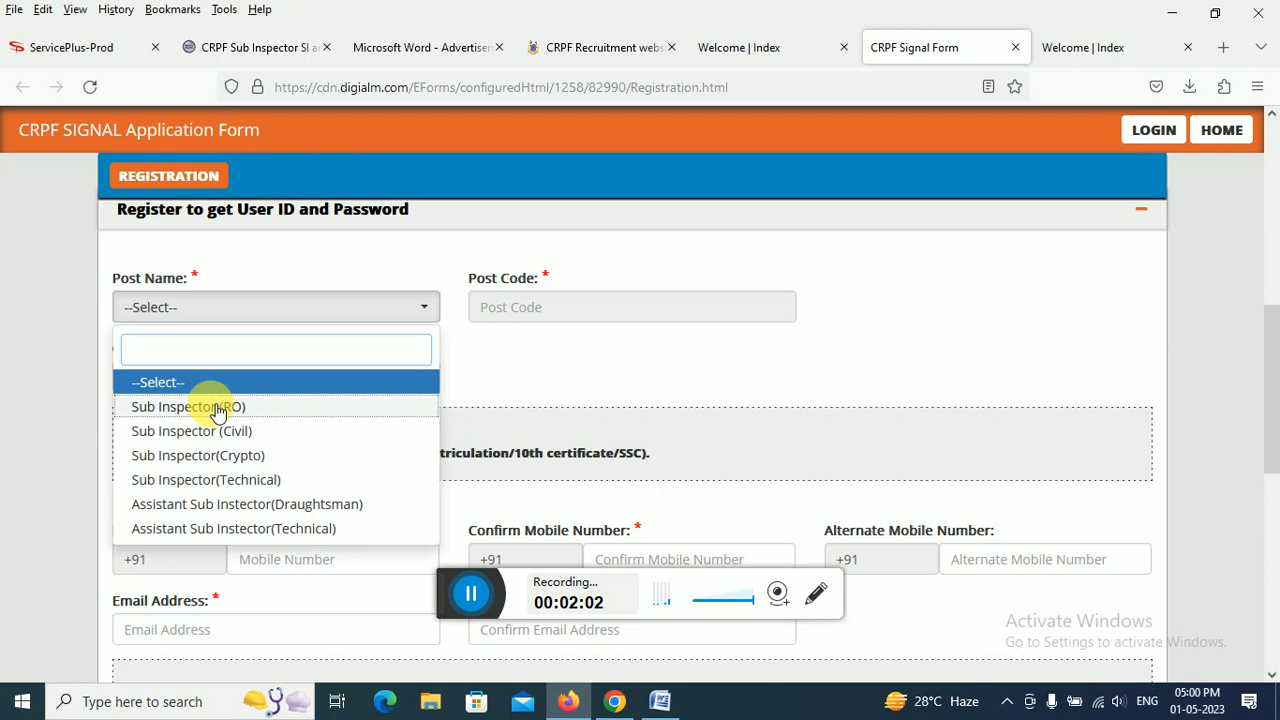 File Edit View History Bookmarks Tools Help
ServicePlus-Prod CRPF Sub Inspector SI an Microsoft Word - Advertisem CRPF Recruitment webs Welcome | Index CRPF Signal Form Welcome | Index
https://cdn.digialm.com/EForms/configuredHtml/1258/82990/Registration.html
CRPF SIGNAL Application Form LOGIN HOME
REGISTRATION
Register to get User ID and Password
Post Name: * Post Code: *
--Select-- Post Code
--Select--
Sub Inspector (RO)
Sub Inspector (Civil)
Sub Inspector(Crypto)
triculation/10th certificate/SSC).
Sub Inspector(Technical)
Assistant Sub Instector(Draughtsman)
Assistant Sub Instector(Technical)
Confirm Mobile Number: * Alternate Mobile Number:
+91 Mobile Number +91 Confirm Mobile Number +91 Alternate Mobile Number
Recording...
00:02:02
Email Address: *
Email Address Confirm Email Address
Activate Windows
Go to Settings to activate Windows.
Type here to search 28°C Haze ENG 05:00 PM
01-05-2023